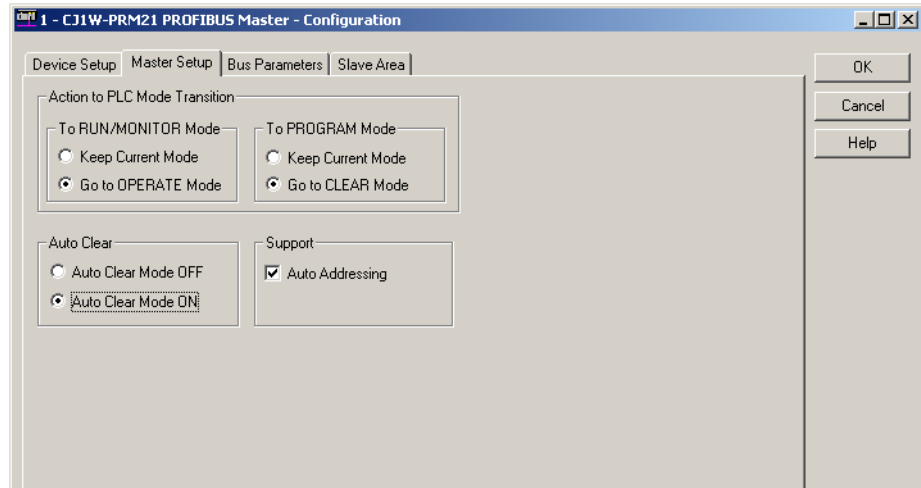 1 - CJ1W-PRM21 PROFIBUS Master - Configuration
Device Setup
Master Setup
Bus Parameters
Slave Area
OK
Cancel
Help
Action to PLC Mode Transition
To RUN/MONITOR Mode
Keep Current Mode
Go to OPERATE Mode
To PROGRAM Mode
Keep Current Mode
Go to CLEAR Mode
Auto Clear
Auto Clear Mode OFF
Auto Clear Mode ON
Support
Auto Addressing